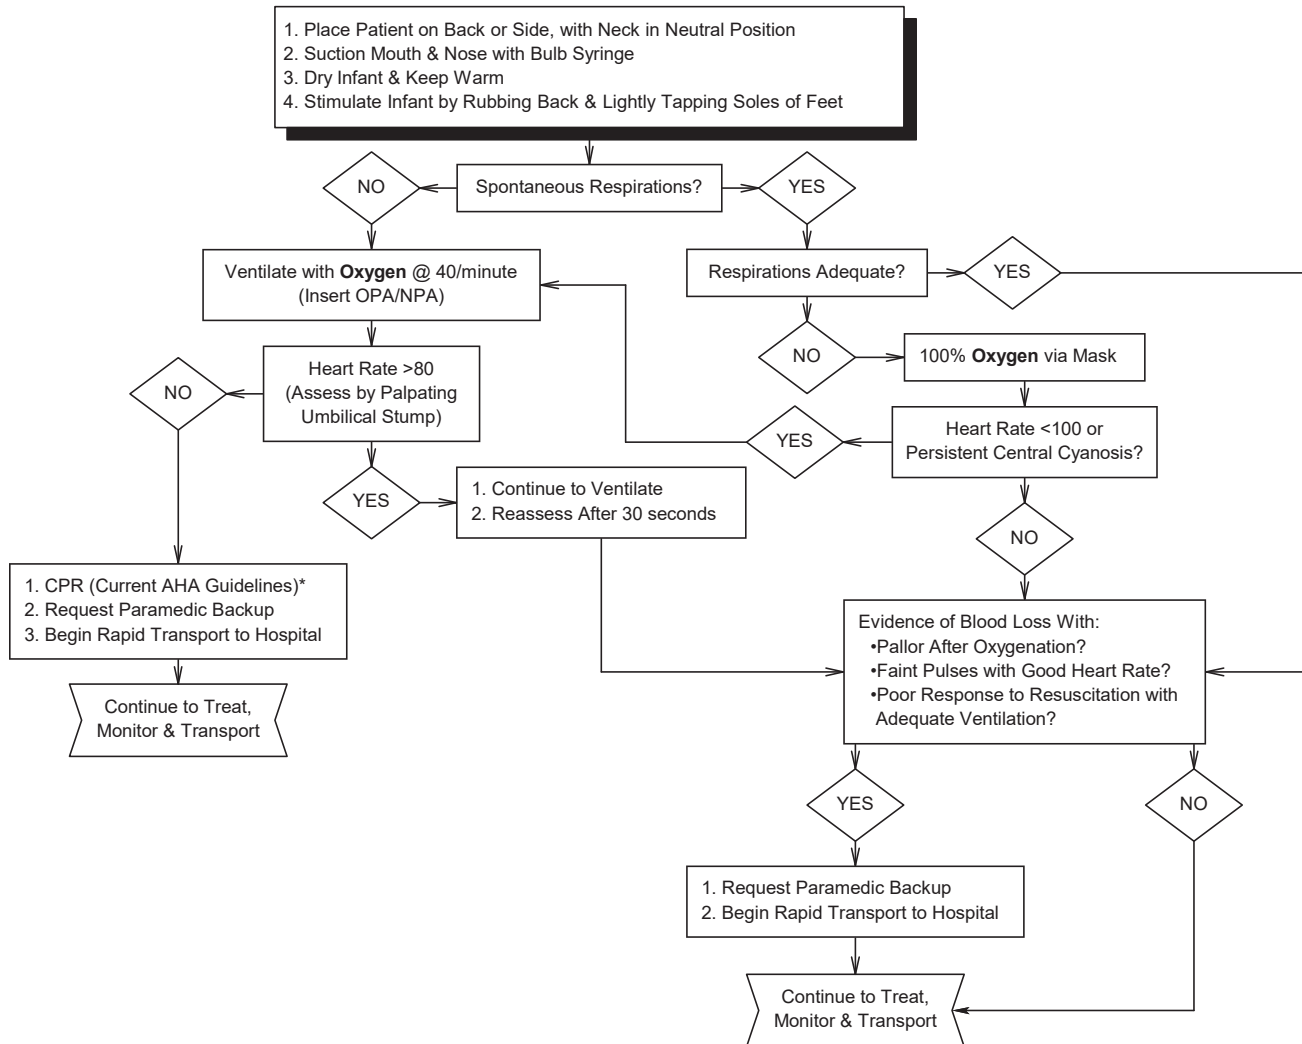 1. Place Patient on Back or Side, with Neck in Neutral Position
2. Suction Mouth & Nose with Bulb Syringe
3. Dry Infant & Keep Warm
4. Stimulate Infant by Rubbing Back & Lightly Tapping Soles of Feet
NO
Spontaneous Respirations?
YES
Ventilate with Oxygen @ 40/minute
(Insert OPA/NPA)
Respirations Adequate?
YES
NO
100% Oxygen via Mask
NO
Heart Rate >80
(Assess by Palpating
Umbilical Stump)
YES
Heart Rate <100 or
Persistent Central Cyanosis?
YES
1. Continue to Ventilate
2. Reassess After 30 seconds
NO
1. CPR (Current AHA Guidelines)*
2. Request Paramedic Backup
3. Begin Rapid Transport to Hospital
Evidence of Blood Loss With:
•Pallor After Oxygenation?
•Faint Pulses with Good Heart Rate?
•Poor Response to Resuscitation with
Adequate Ventilation?
Continue to Treat,
Monitor & Transport
YES
NO
1. Request Paramedic Backup
2. Begin Rapid Transport to Hospital
Continue to Treat,
Monitor & Transport